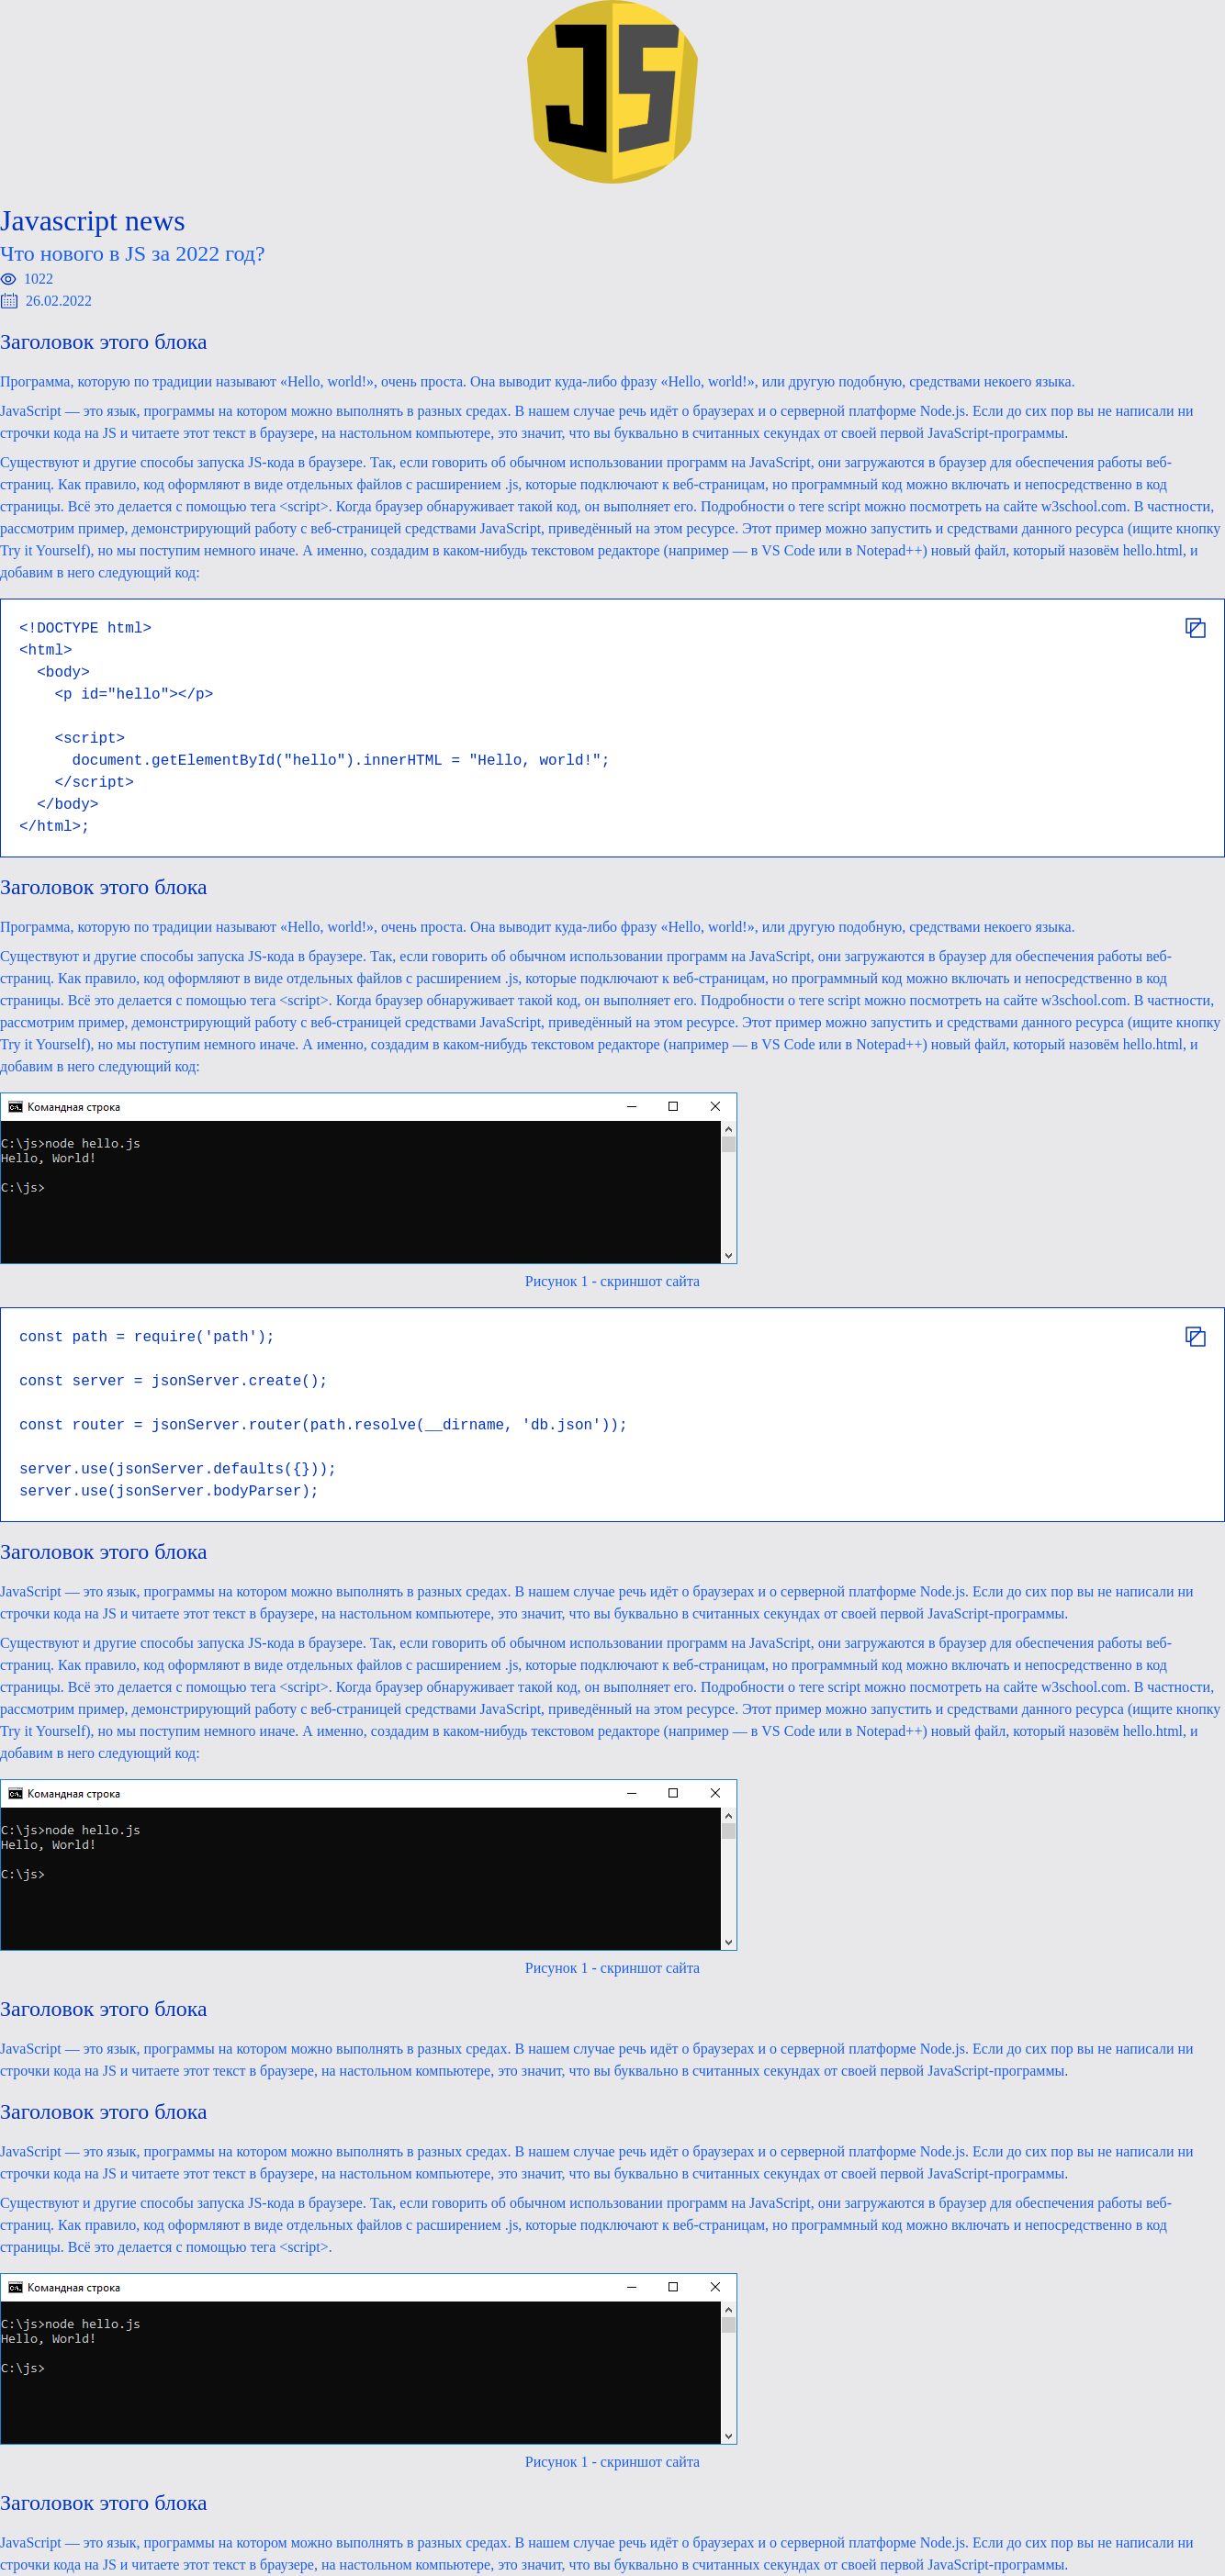 JS
Javascript news
Что нового в JS за 2022 год?
1022
26.02.2022
Заголовок этого блока
Программа, которую по традиции называют «Hello, world!», очень проста. Она выводит куда-либо фразу «Hello, world!», или другую подобную, средствами некоего языка.
JavaScript — это язык, программы на котором можно выполнять в разных средах. В нашем случае речь идёт о браузерах и о серверной платформе Node.js. Если до сих пор вы не написали ни
строчки кода на JS и читаете этот текст в браузере, на настольном компьютере, это значит, что вы буквально в считанных секундах от своей первой JavaScript-программы.
Существуют и другие способы запуска JS-кода в браузере. Так, если говорить об обычном использовании программ на JavaScript, они загружаются в браузер для обеспечения работы веб-
страниц. Как правило, код оформляют в виде отдельных файлов с расширением .js, которые подключают к веб-страницам, но программный код можно включать и непосредственно в код
страницы. Всё это делается с помощью тега <script>. Когда браузер обнаруживает такой код, он выполняет его. Подробности о теге script можно посмотреть на сайте w3school.com. В частности,
рассмотрим пример, демонстрирующий работу с веб-страницей средствами JavaScript, приведённый на этом ресурсе. Этот пример можно запустить и средствами данного ресурса (ищите кнопку
Try it Yourself), но мы поступим немного иначе. А именно, создадим в каком-нибудь текстовом редакторе (например — в VS Code или в Notepad++) новый файл, который назовём hello.html, и
добавим в него следующий код:
<!DOCTYPE html>
<html>
  <body>
    <p id="hello"></p>

    <script>
      document.getElementById("hello").innerHTML = "Hello, world!";
    </script>
  </body>
</html>;
Заголовок этого блока
Программа, которую по традиции называют «Hello, world!», очень проста. Она выводит куда-либо фразу «Hello, world!», или другую подобную, средствами некоего языка.
Существуют и другие способы запуска JS-кода в браузере. Так, если говорить об обычном использовании программ на JavaScript, они загружаются в браузер для обеспечения работы веб-
страниц. Как правило, код оформляют в виде отдельных файлов с расширением .js, которые подключают к веб-страницам, но программный код можно включать и непосредственно в код
страницы. Всё это делается с помощью тега <script>. Когда браузер обнаруживает такой код, он выполняет его. Подробности о теге script можно посмотреть на сайте w3school.com. В частности,
рассмотрим пример, демонстрирующий работу с веб-страницей средствами JavaScript, приведённый на этом ресурсе. Этот пример можно запустить и средствами данного ресурса (ищите кнопку
Try it Yourself), но мы поступим немного иначе. А именно, создадим в каком-нибудь текстовом редакторе (например — в VS Code или в Notepad++) новый файл, который назовём hello.html, и
добавим в него следующий код:
Командная строка
C:\js>node hello.js
Hello, World!
C:\js>
Рисунок 1 - скриншот сайта
const path = require('path');

const server = jsonServer.create();

const router = jsonServer.router(path.resolve(__dirname, 'db.json'));

server.use(jsonServer.defaults({}));
server.use(jsonServer.bodyParser);
Заголовок этого блока
JavaScript — это язык, программы на котором можно выполнять в разных средах. В нашем случае речь идёт о браузерах и о серверной платформе Node.js. Если до сих пор вы не написали ни
строчки кода на JS и читаете этот текст в браузере, на настольном компьютере, это значит, что вы буквально в считанных секундах от своей первой JavaScript-программы.
Существуют и другие способы запуска JS-кода в браузере. Так, если говорить об обычном использовании программ на JavaScript, они загружаются в браузер для обеспечения работы веб-
страниц. Как правило, код оформляют в виде отдельных файлов с расширением .js, которые подключают к веб-страницам, но программный код можно включать и непосредственно в код
страницы. Всё это делается с помощью тега <script>. Когда браузер обнаруживает такой код, он выполняет его. Подробности о теге script можно посмотреть на сайте w3school.com. В частности,
рассмотрим пример, демонстрирующий работу с веб-страницей средствами JavaScript, приведённый на этом ресурсе. Этот пример можно запустить и средствами данного ресурса (ищите кнопку
Try it Yourself), но мы поступим немного иначе. А именно, создадим в каком-нибудь текстовом редакторе (например — в VS Code или в Notepad++) новый файл, который назовём hello.html, и
добавим в него следующий код:
Командная строка
C:\js>node hello.js
Hello, World!
C:\js>
Рисунок 1 - скриншот сайта
Заголовок этого блока
JavaScript — это язык, программы на котором можно выполнять в разных средах. В нашем случае речь идёт о браузерах и о серверной платформе Node.js. Если до сих пор вы не написали ни
строчки кода на JS и читаете этот текст в браузере, на настольном компьютере, это значит, что вы буквально в считанных секундах от своей первой JavaScript-программы.
Заголовок этого блока
JavaScript — это язык, программы на котором можно выполнять в разных средах. В нашем случае речь идёт о браузерах и о серверной платформе Node.js. Если до сих пор вы не написали ни
строчки кода на JS и читаете этот текст в браузере, на настольном компьютере, это значит, что вы буквально в считанных секундах от своей первой JavaScript-программы.
Существуют и другие способы запуска JS-кода в браузере. Так, если говорить об обычном использовании программ на JavaScript, они загружаются в браузер для обеспечения работы веб-
страниц. Как правило, код оформляют в виде отдельных файлов с расширением .js, которые подключают к веб-страницам, но программный код можно включать и непосредственно в код
страницы. Всё это делается с помощью тега <script>.
Командная строка
C:\js>node hello.js
Hello, World!
C:\js>
Рисунок 1 - скриншот сайта
Заголовок этого блока
JavaScript — это язык, программы на котором можно выполнять в разных средах. В нашем случае речь идёт о браузерах и о серверной платформе Node.js. Если до сих пор вы не написали ни
строчки кода на JS и читаете этот текст в браузере, на настольном компьютере, это значит, что вы буквально в считанных секундах от своей первой JavaScript-программы.